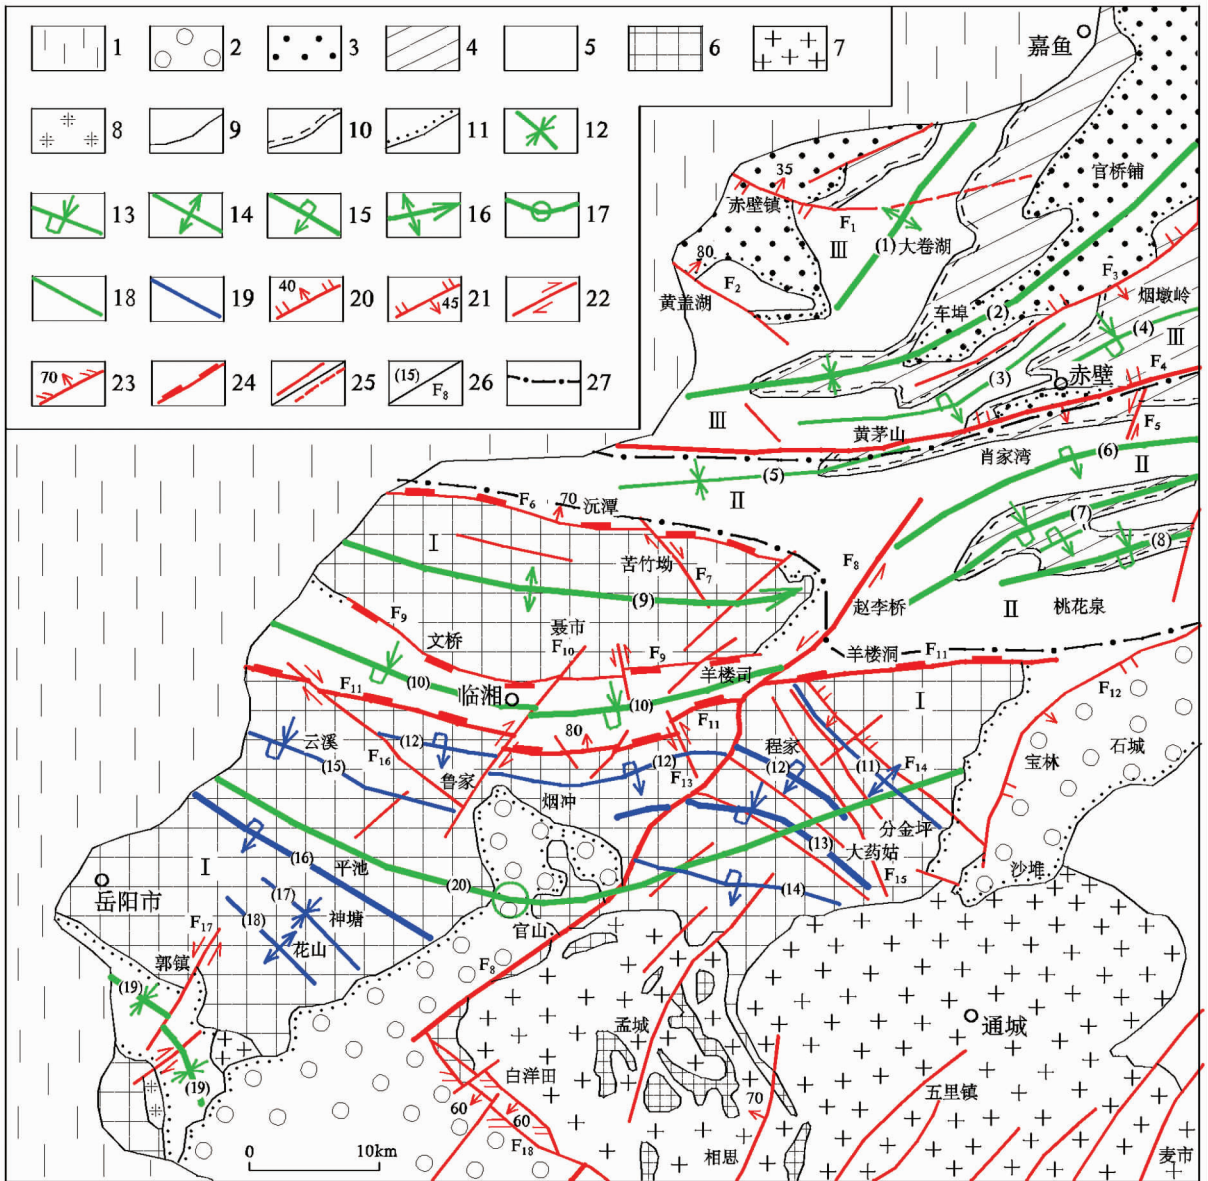 1 2 3 4 5 6 7
8 9 10 11 12
13 14 15 16 17
18 19 40 20 45 21 22
70 23 24 25 (15) F8 26 27
嘉鱼
官桥铺
35
赤壁镇
F1
III
(1)大卷湖
80
F2
黄盖湖
F3
烟墩岭
车埠
(2)
(4)
III
(3)
赤壁
F4
III
黄茅山
F5
肖家湾
(6)
II
(5)
II
F6
70
沅潭
(7)
I
苦竹坳
F7
F8
(8)
(9)
赵李桥
II
桃花泉
F9
文桥
聂市
F10
F9
羊楼洞
F11
羊楼司
(10)
临湘
(10)
F11
F11
I
F12
云溪
(12)
80
程家
石城
(15)
F16
(12)
(12)
(11)
F14
宝林
鲁家
F13
烟冲
分金坪
(13)
大药姑
(16)
平池
I
(20)
F15
沙堆
(14)
岳阳市
(17)
神塘
(18)
官山
F17
花山
郭镇
F8
(19)
孟城
通城
白洋田
(19)
60
60
70
五里镇
F18
0 10km
相思
麦市